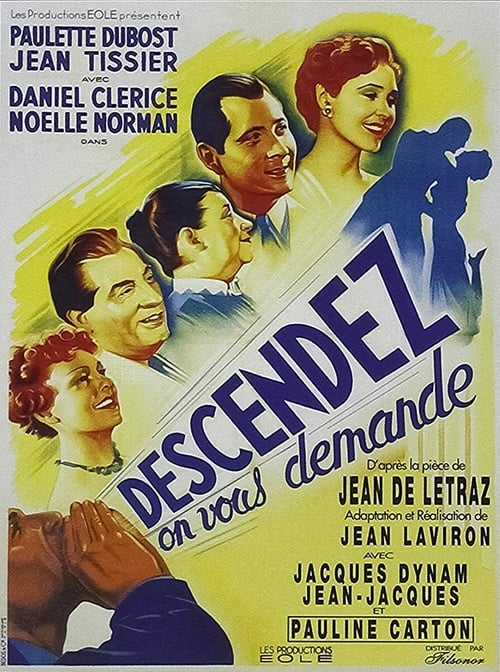 Les Productions EOLE présentent
PAULETTE DUBOST
JEAN TISSIER
AVEC
DANIEL CLERICE
NOELLE NORMAN
DANS
DESCENDEZ
on vous demande
D'après la pièce de
JEAN DE LETRAZ
Adaptation et Réalisation de
JEAN LAVIRON
AVEC
JACQUES DYNAM
JEAN-JACQUES
ET
PAULINE CARTON
LES PRODUCTIONS
EOLE
DISTRIBUÉ PAR
Filsonor